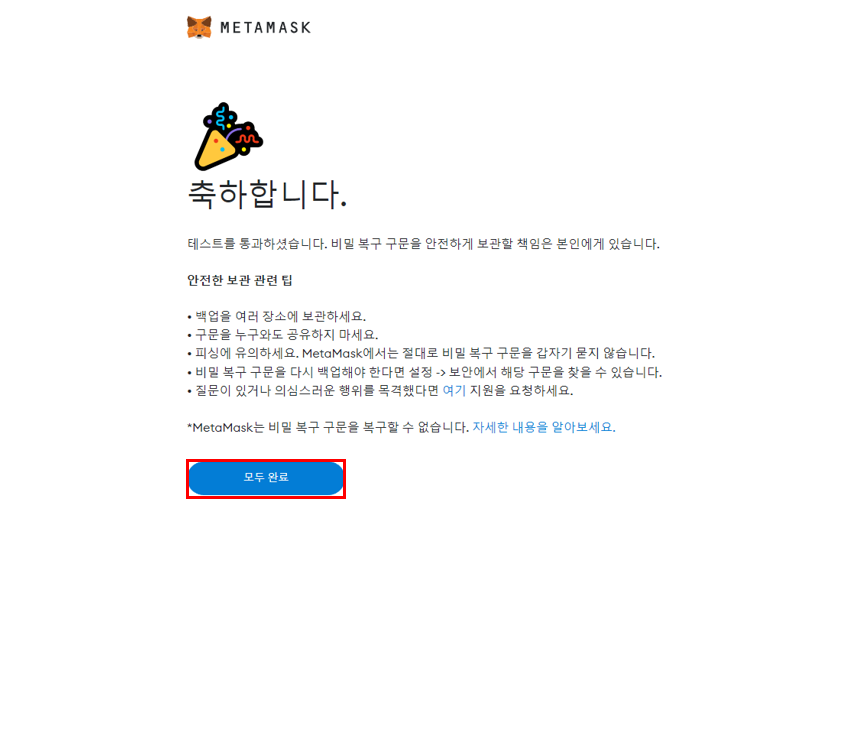 METAMASK
축하합니다.
테스트를 통과하셨습니다. 비밀 복구 구문을 안전하게 보관할 책임은 본인에게 있습니다.
안전한 보관 관련 팁
• 백업을 여러 장소에 보관하세요.
• 구문을 누구와도 공유하지 마세요.
• 피싱에 유의하세요. MetaMask에서는 절대로 비밀 복구 구문을 갑자기 묻지 않습니다.
• 비밀 복구 구문을 다시 백업해야 한다면 설정 -> 보안에서 해당 구문을 찾을 수 있습니다.
• 질문이 있거나 의심스러운 행위를 목격했다면 여기 지원을 요청하세요.
*MetaMask는 비밀 복구 구문을 복구할 수 없습니다. 자세한 내용을 알아보세요.
모두 완료